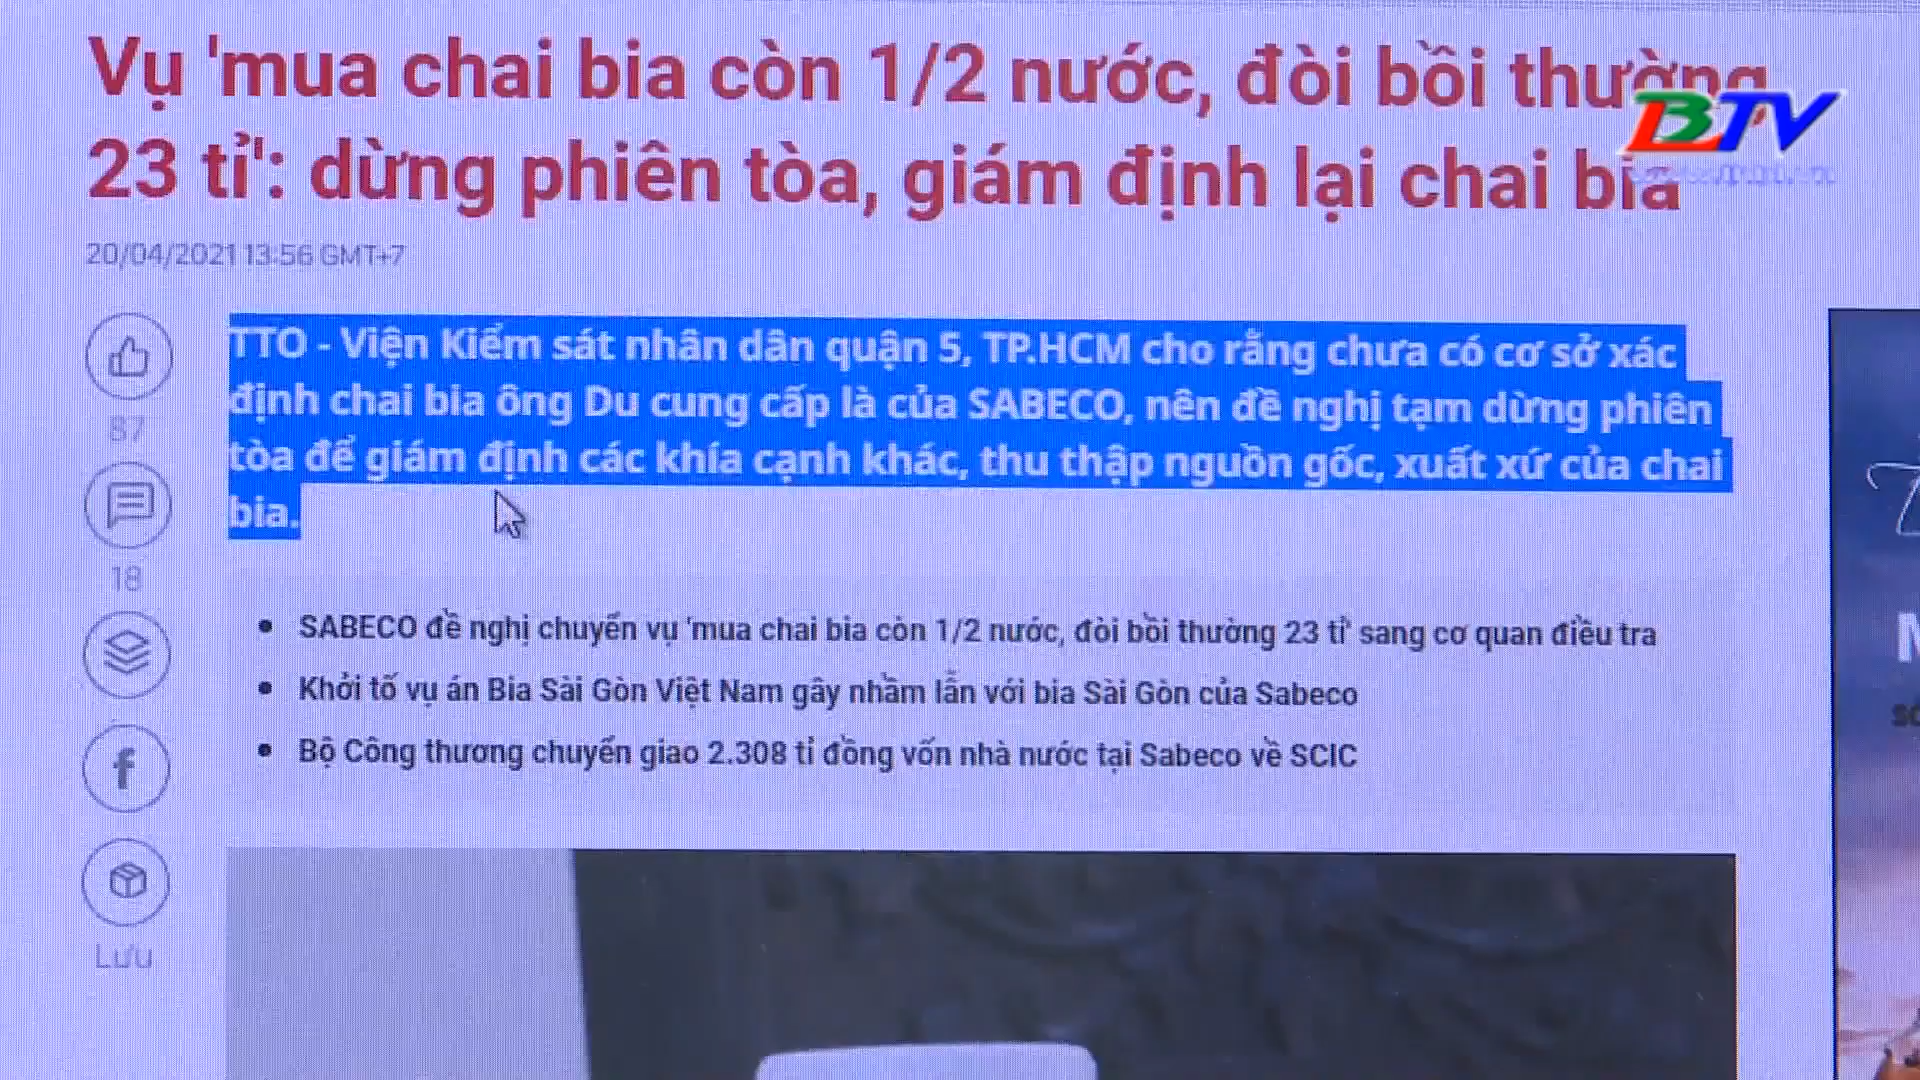 Vụ 'mua chai bia còn 1/2 nước, đòi bồi thường
BTV
23 tỉ': dừng phiên tòa, giám định lại chai bia
20/04/2021 13:56 GMT+7
TTO - Viện Kiểm sát nhân dân quận 5, TP.HCM cho rằng chưa có cơ sở xác
định chai bia ông Du cung cấp là của SABECO, nên đề nghị tạm dừng phiên
tòa để giám định các khía cạnh khác, thu thập nguồn gốc, xuất xứ của chai
bia.
87
18
SABECO đề nghị chuyển vụ 'mua chai bia còn 1/2 nước, đòi bồi thường 23 tỉ' sang cơ quan điều tra
Khởi tố vụ án Bia Sài Gòn Việt Nam gây nhầm lẫn với bia Sài Gòn của Sabeco
Bộ Công thương chuyển giao 2.308 tỉ đồng vốn nhà nước tại Sabeco về SCIC
Lưu